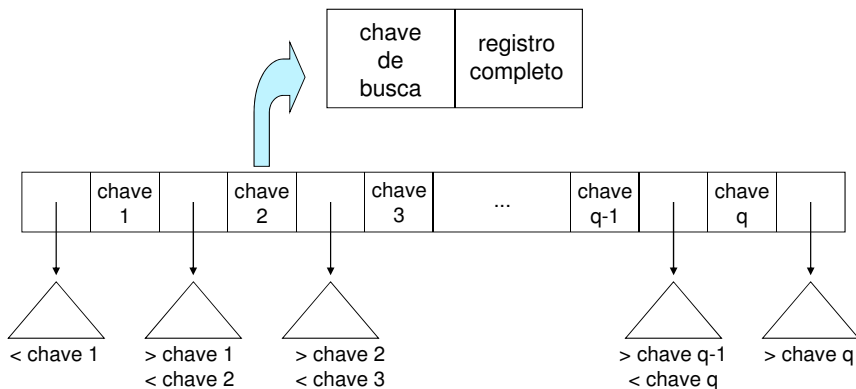 chave
de
busca
registro
completo
chave
1
chave
2
chave
3
...
chave
q-1
chave
q
< chave 1
> chave 1
< chave 2
> chave 2
< chave 3
> chave q-1
< chave q
> chave q